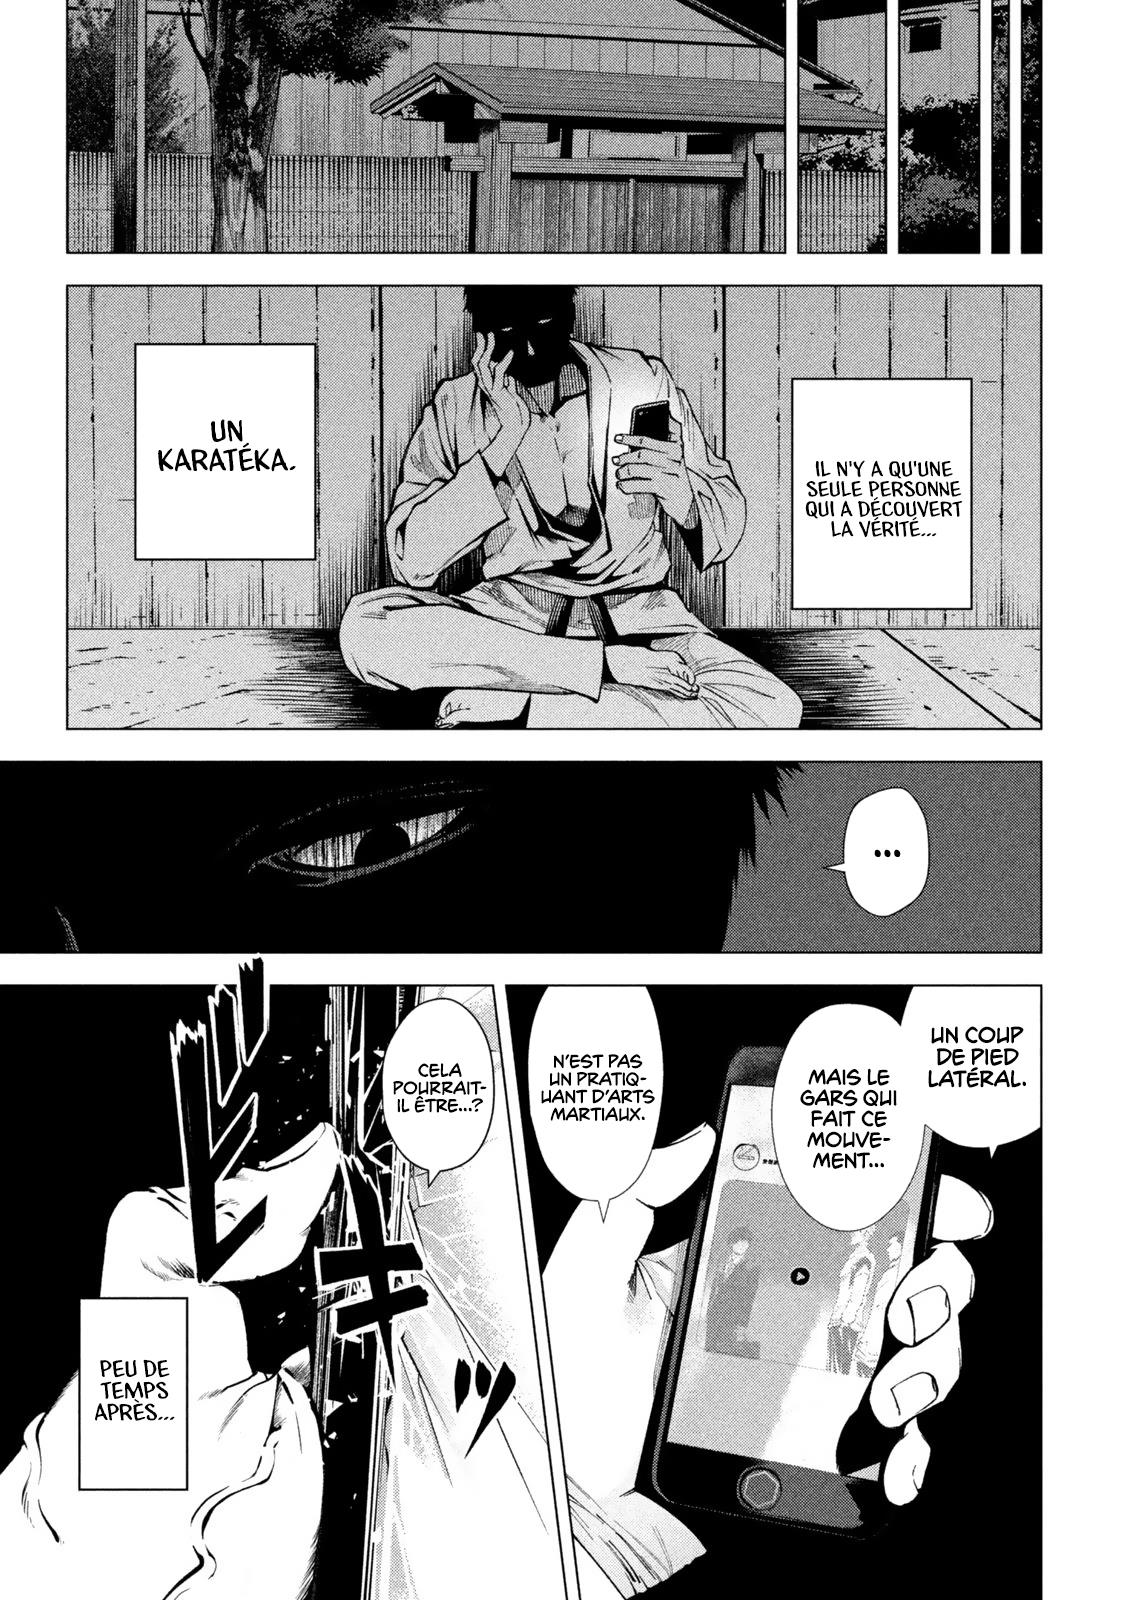 IL N'Y A QU'UNE
SEULE PERSONNE
QUI A DÉCOUVERT
LA VÉRITÉ...
UN
KARATÉKA.
...
UN COUP
DE PIED
LATÉRAL.
MAIS LE
GARS QUI
FAIT CE
MOUVE-
MENT...
N'EST PAS
UN PRATIQ-
UANT D'ARTS
MARTIAUX.
CELA
POURRAIT-
IL ÊTRE...?
PEU DE
TEMPS
APRÈS...